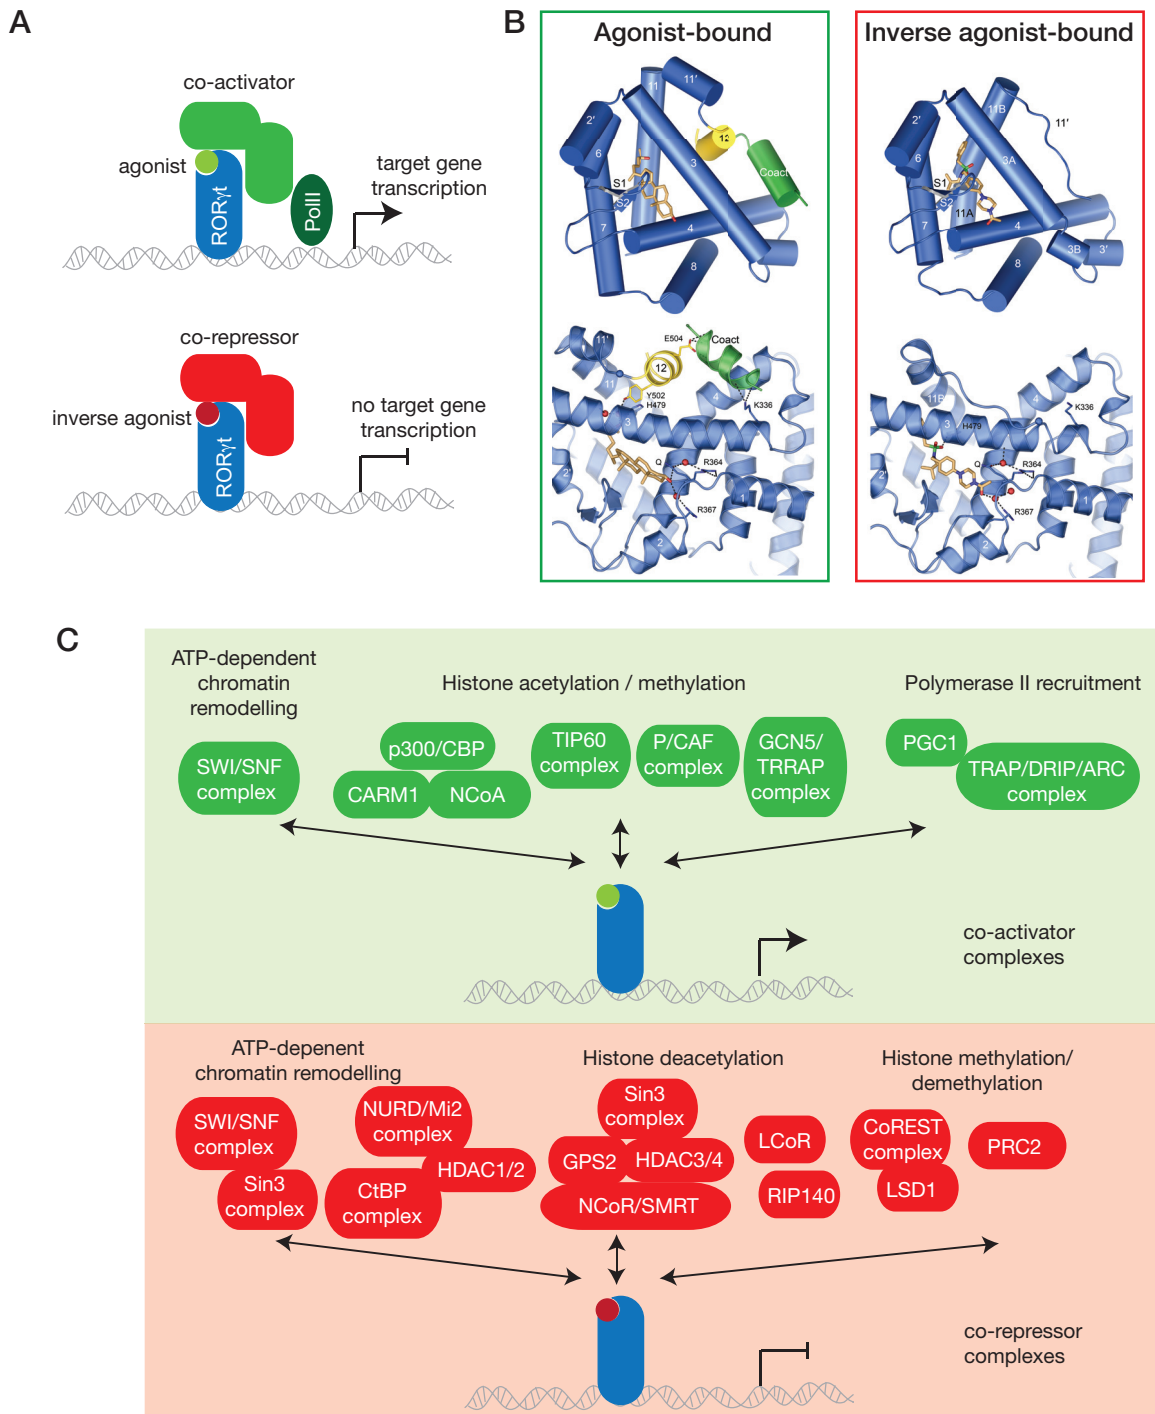 A
co-activator
agonist
RORγt
PolII
target gene
transcription
co-repressor
inverse agonist
RORγt
no target gene
transcription
B
Agonist-bound
11
11'
2'
6
12
3
Coact
S1
S2
7
4
8
E504
Coact
11'
12
11
Y502
H479
4
K336
3
Q
R364
2'
1
R367
2
Inverse agonist-bound
2'
11B
11'
6
3A
S1
S2
11A
7
4
3B
3'
8
11B
4
K336
3
H479
Q
R364
2'
1
R367
2
C
ATP-dependent
chromatin
remodelling
Histone acetylation / methylation
Polymerase II recruitment
SWI/SNF
complex
p300/CBP
CARM1
NCoA
TIP60
complex
P/CAF
complex
GCN5/
TRRAP
complex
PGC1
TRAP/DRIP/ARC
complex
co-activator
complexes
ATP-depenent
chromatin remodelling
Histone deacetylation
Histone methylation/
demethylation
SWI/SNF
complex
Sin3
complex
NURD/Mi2
complex
HDAC1/2
CtBP
complex
Sin3
complex
GPS2
HDAC3/4
NCoR/SMRT
LCoR
RIP140
CoREST
complex
LSD1
PRC2
co-repressor
complexes